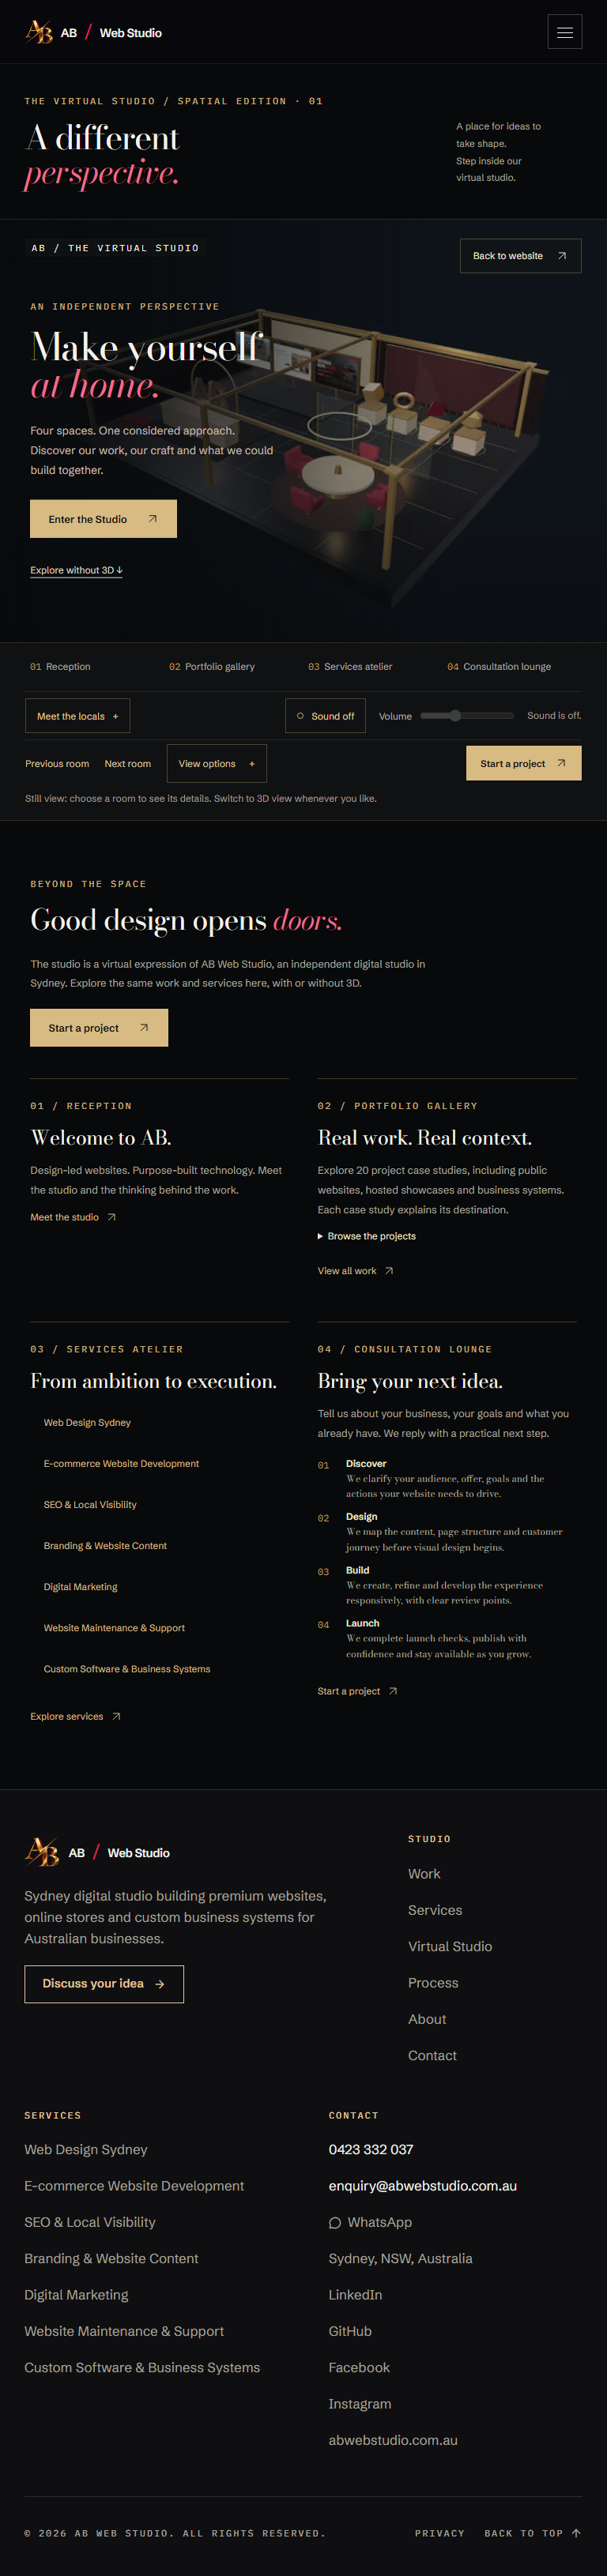 AB / Web Studio
THE VIRTUAL STUDIO / SPATIAL EDITION · 01
A different
perspective.
A place for ideas to
take shape.
Step inside our
virtual studio.
AB / THE VIRTUAL STUDIO
Back to website
AN INDEPENDENT PERSPECTIVE
Make yourself
at home.
Four spaces. One considered approach.
Discover our work, our craft and what we could
build together.
Enter the Studio
Explore without 3D ↓
01 Reception
02 Portfolio gallery
03 Services atelier
04 Consultation lounge
Meet the locals +
Sound off
Volume
Sound is off.
Previous room
Next room
View options +
Start a project
Still view: choose a room to see its details. Switch to 3D view whenever you like.
BEYOND THE SPACE
Good design opens doors.
The studio is a virtual expression of AB Web Studio, an independent digital studio in
Sydney. Explore the same work and services here, with or without 3D.
Start a project
01 / RECEPTION
Welcome to AB.
Design-led websites. Purpose-built technology. Meet
the studio and the thinking behind the work.
Meet the studio
02 / PORTFOLIO GALLERY
Real work. Real context.
Explore 20 project case studies, including public
websites, hosted showcases and business systems.
Each case study explains its destination.
Browse the projects
View all work
03 / SERVICES ATELIER
From ambition to execution.
Web Design Sydney
E-commerce Website Development
SEO & Local Visibility
Branding & Website Content
Digital Marketing
Website Maintenance & Support
Custom Software & Business Systems
Explore services
04 / CONSULTATION LOUNGE
Bring your next idea.
Tell us about your business, your goals and what you
already have. We reply with a practical next step.
01 Discover
We clarify your audience, offer, goals and the
actions your website needs to drive.
02 Design
We map the content, page structure and customer
journey before visual design begins.
03 Build
We create, refine and develop the experience
responsively, with clear review points.
04 Launch
We complete launch checks, publish with
confidence and stay available as you grow.
Start a project
AB / Web Studio
Sydney digital studio building premium websites,
online stores and custom business systems for
Australian businesses.
Discuss your idea →
STUDIO
Work
Services
Virtual Studio
Process
About
Contact
SERVICES
Web Design Sydney
E-commerce Website Development
SEO & Local Visibility
Branding & Website Content
Digital Marketing
Website Maintenance & Support
Custom Software & Business Systems
CONTACT
0423 332 037
enquiry@abwebstudio.com.au
WhatsApp
Sydney, NSW, Australia
LinkedIn
GitHub
Facebook
Instagram
abwebstudio.com.au
© 2026 AB WEB STUDIO. ALL RIGHTS RESERVED.
PRIVACY
BACK TO TOP ↑